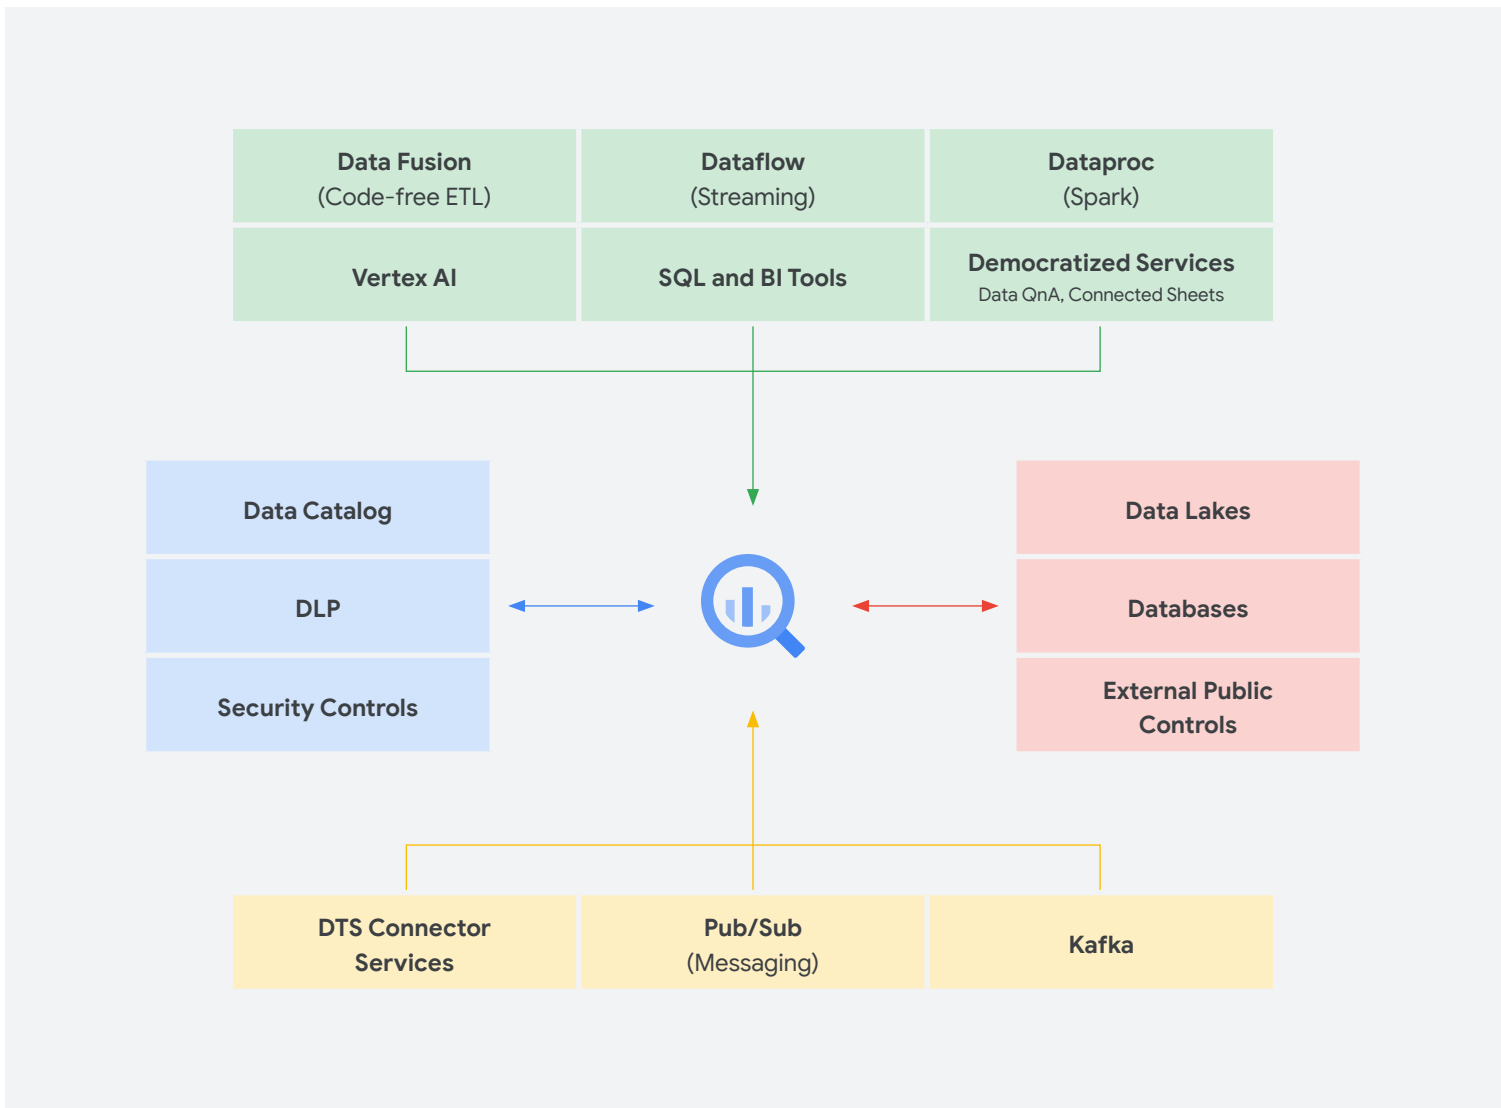 Data Fusion
(Code-free ETL)
Dataflow
(Streaming)
Dataproc
(Spark)
Vertex AI
SQL and BI Tools
Democratized Services
Data QnA, Connected Sheets
Data Catalog
DLP
Security Controls
Data Lakes
Databases
External Public
Controls
DTS Connector
Services
Pub/Sub
(Messaging)
Kafka